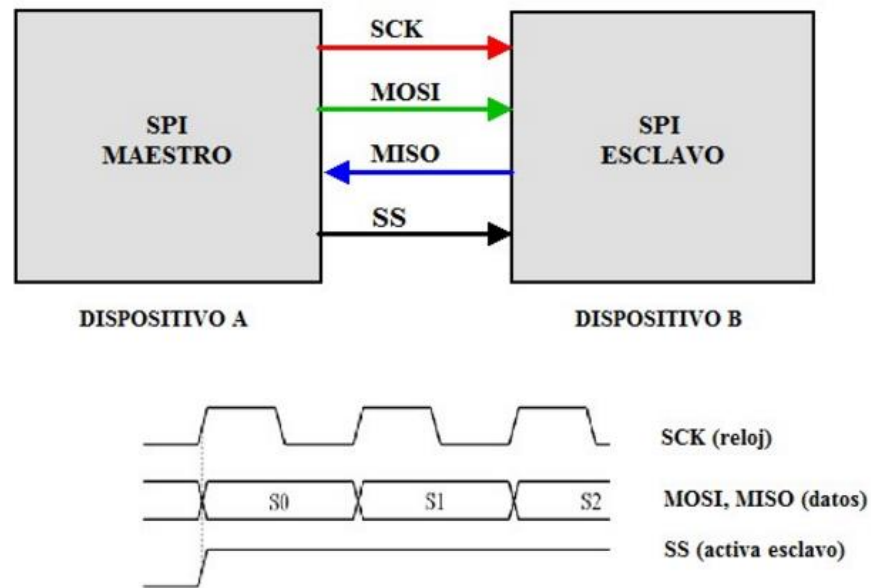 SPI
MAESTRO
SCK
MOSI
MISO
SS
SPI
ESCLAVO
DISPOSITIVO A
DISPOSITIVO B
SCK (reloj)
S0
S1
S2
MOSI, MISO (datos)
SS (activa esclavo)